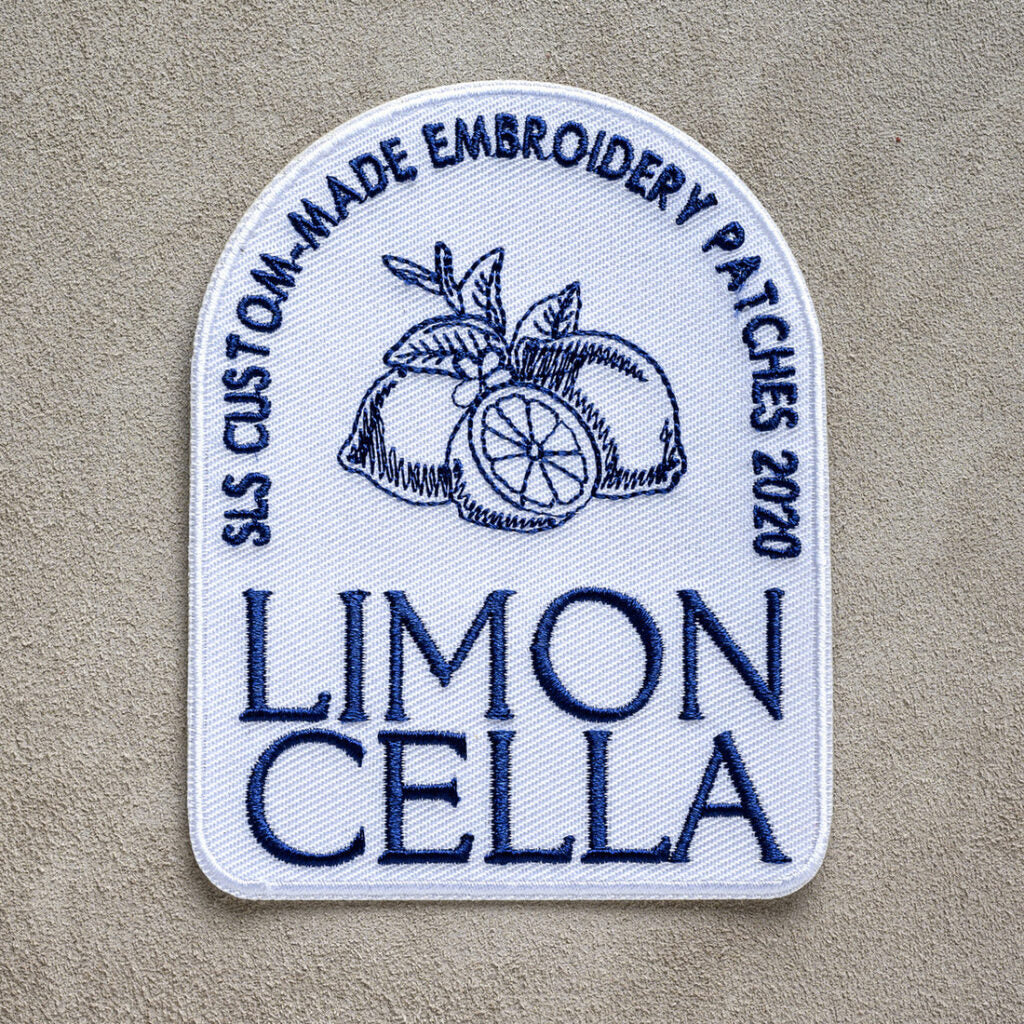 SLS CUSTOM-MADE EMBROIDERY PATCHES 2020
LIMON
CELLA